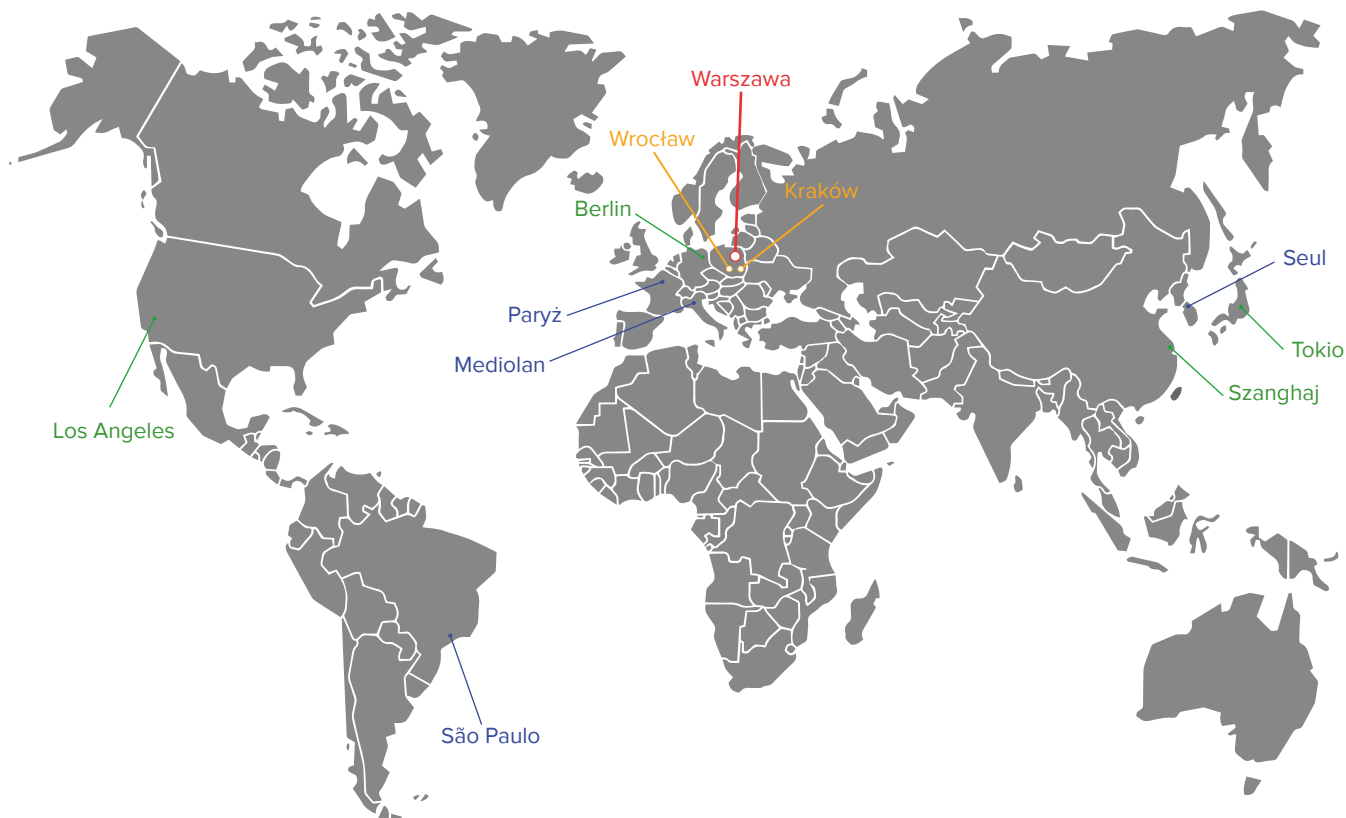 Warszawa
Wrocław
Kraków
Berlin
Seul
Paryż
Tokio
Mediolan
Szanghaj
Los Angeles
São Paulo